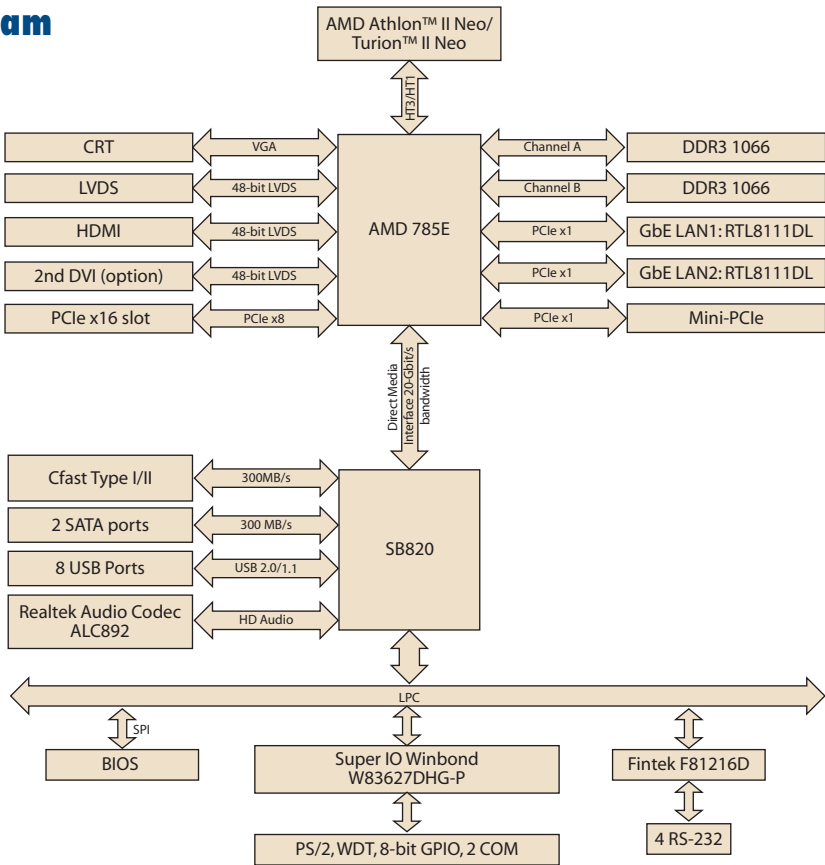 am
AMD Athlon™ II Neo/
Turion™ II Neo
HT3/HT1
CRT
VGA
Channel A
DDR3 1066
LVDS
48-bit LVDS
Channel B
DDR3 1066
HDMI
48-bit LVDS
AMD 785E
PCIe x1
GbE LAN1: RTL8111DL
2nd DVI (option)
48-bit LVDS
PCIe x1
GbE LAN2: RTL8111DL
PCIe x16 slot
PCIe x8
PCIe x1
Mini-PCIe
Direct Media
Interface 20-Gbit/s
bandwidth
Cfast Type I/II
300MB/s
2 SATA ports
300 MB/s
SB820
8 USB Ports
USB 2.0/1.1
Realtek Audio Codec
ALC892
HD Audio
LPC
SPI
BIOS
Super IO Winbond
W83627DHG-P
Fintek F81216D
PS/2, WDT, 8-bit GPIO, 2 COM
4 RS-232